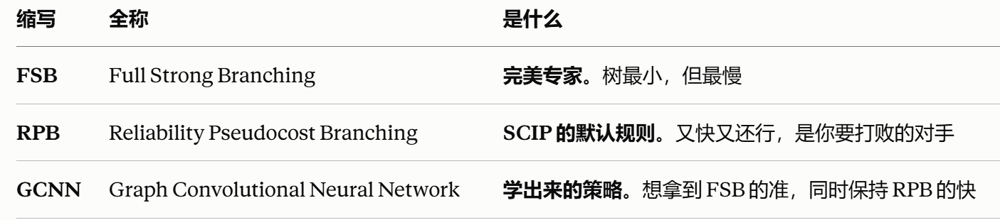 缩写 全称 是什么
FSB Full Strong Branching 完美专家。树最小，但最慢
RPB Reliability Pseudocost Branching SCIP 的默认规则。又快又还行，是你要打败的对手
GCNN Graph Convolutional Neural Network 学出来的策略。想拿到 FSB 的准，同时保持 RPB 的快